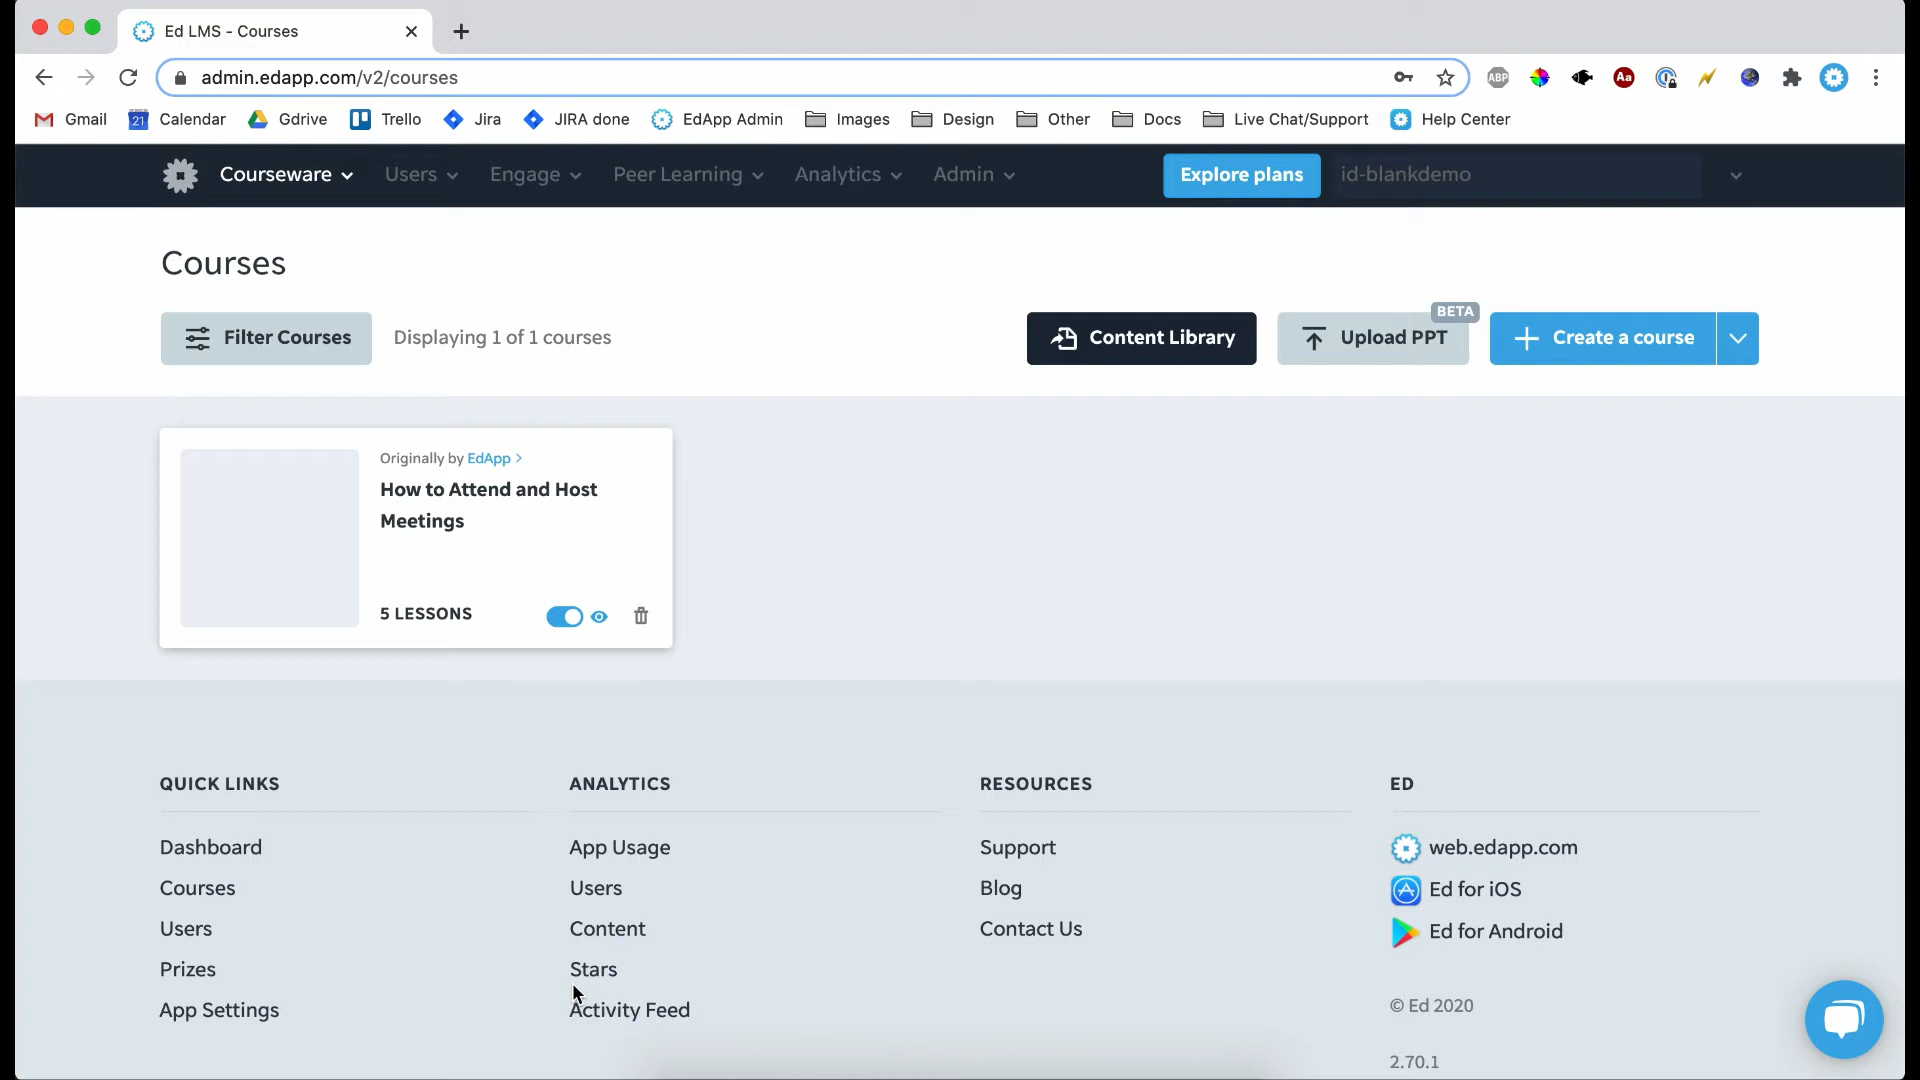 Ed LMS - Courses
admin.edapp.com/v2/courses
ABP
Aa
Gmail
21
Calendar
Gdrive
Trello
Jira
JIRA done
EdApp Admin
Images
Design
Other
Docs
Live Chat/Support
Help Center
Courseware
Users
Engage
Peer Learning
Analytics
Admin
Explore plans
id-blankdemo
Courses
Filter Courses
Displaying 1 of 1 courses
Content Library
Upload PPT
BETA
Create a course
Originally by EdApp >
How to Attend and Host
Meetings
5 LESSONS
QUICK LINKS
Dashboard
Courses
Users
Prizes
App Settings
ANALYTICS
App Usage
Users
Content
Stars
Activity Feed
RESOURCES
Support
Blog
Contact Us
ED
web.edapp.com
Ed for iOS
Ed for Android
© Ed 2020
2.70.1